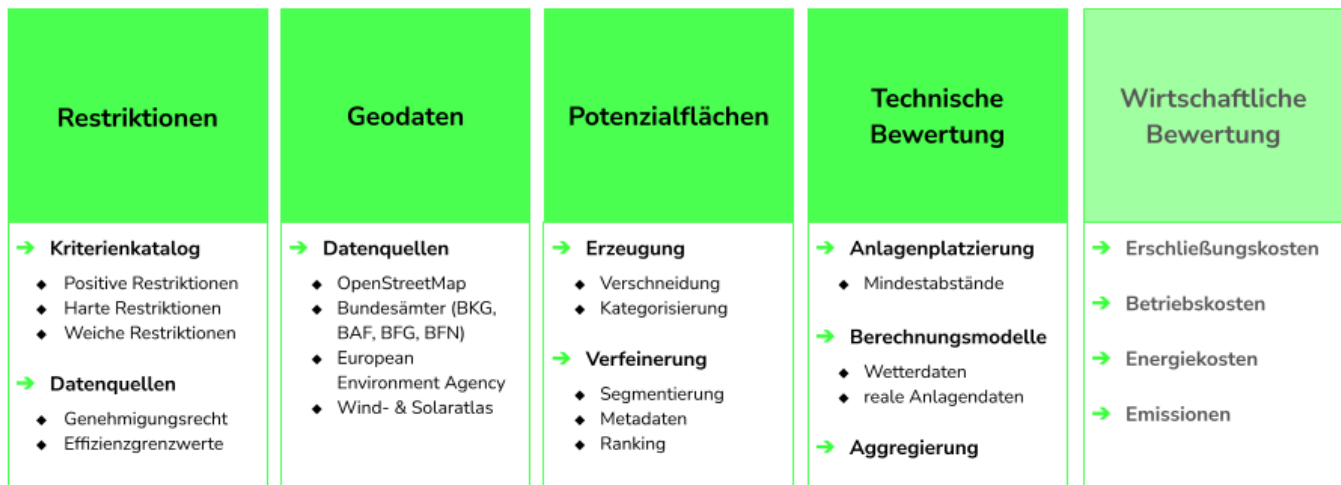 Restriktionen
Kriterienkatalog
Positive Restriktionen
Harte Restriktionen
Weiche Restriktionen
Datenquellen
Genehmigungsrecht
Effizienzgrenzwerte
Geodaten
Datenquellen
OpenStreetMap
Bundesämter (BKG,
BAF, BFG, BFN)
European
Environment Agency
Wind- & Solaratlas
Potenzialflächen
Erzeugung
Verschneidung
Kategorisierung
Verfeinerung
Segmentierung
Metadaten
Ranking
Technische
Bewertung
Anlagenplatzierung
Mindestabstände
Berechnungsmodelle
Wetterdaten
reale Anlagendaten
Aggregierung
Wirtschaftliche
Bewertung
Erschließungskosten
Betriebskosten
Energiekosten
Emissionen